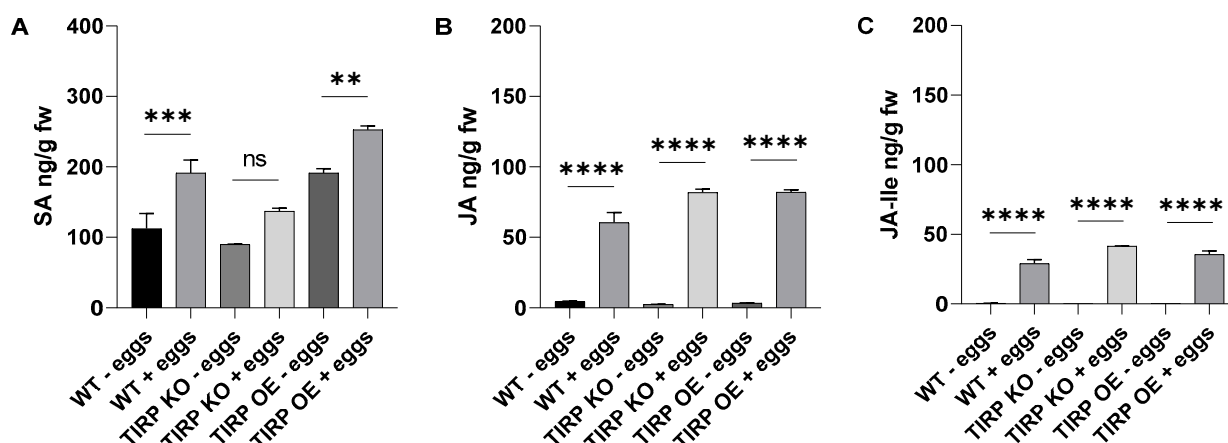 A
SA ng/g fw
400
300
200
100
0
***
ns
**
WT - eggs
WT + eggs
TIRP KO - eggs
TIRP KO + eggs
TIRP OE - eggs
TIRP OE + eggs
B
JA ng/g fw
200
150
100
50
0
****
****
****
WT - eggs
WT + eggs
TIRP KO - eggs
TIRP KO + eggs
TIRP OE - eggs
TIRP OE + eggs
C
JA-Ile ng/g fw
200
150
100
50
0
****
****
****
WT - eggs
WT + eggs
TIRP KO - eggs
TIRP KO + eggs
TIRP OE - eggs
TIRP OE + eggs